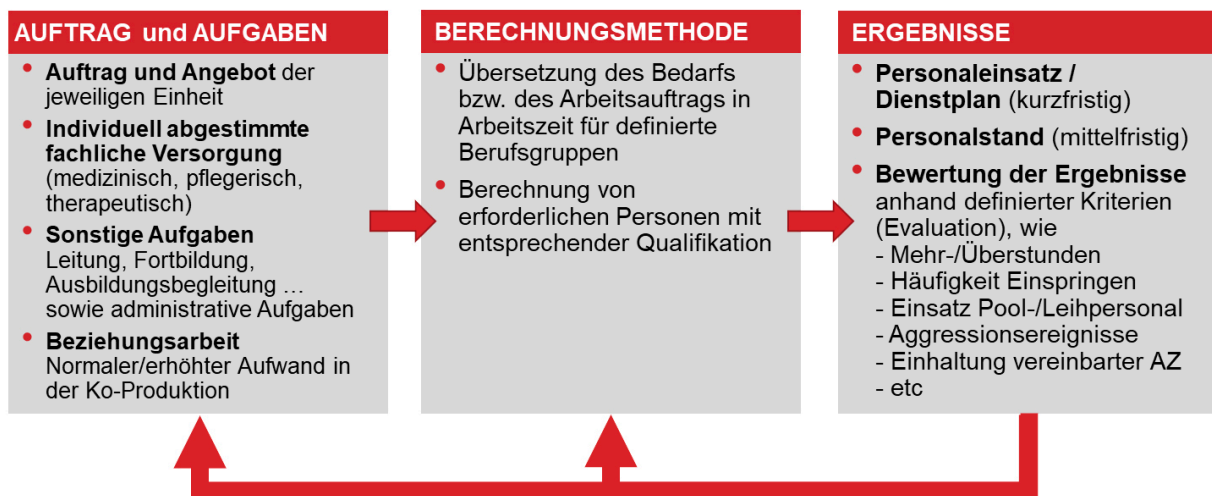 AUFTRAG und AUFGABEN
• Auftrag und Angebot der
jeweiligen Einheit
• Individuell abgestimmte
fachliche Versorgung
(medizinisch, pflegerisch,
therapeutisch)
• Sonstige Aufgaben
Leitung, Fortbildung,
Ausbildungsbegleitung ...
sowie administrative Aufgaben
• Beziehungsarbeit
Normaler/erhöhter Aufwand in
der Ko-Produktion
BERECHNUNGSMETHODE
• Übersetzung des Bedarfs
bzw. des Arbeitsauftrags in
Arbeitszeit für definierte
Berufsgruppen
• Berechnung von
erforderlichen Personen mit
entsprechender Qualifikation
ERGEBNISSE
• Personaleinsatz /
Dienstplan (kurzfristig)
• Personalstand (mittelfristig)
• Bewertung der Ergebnisse
anhand definierter Kriterien
(Evaluation), wie
- Mehr-/Überstunden
- Häufigkeit Einspringen
- Einsatz Pool-/Leihpersonal
- Aggressionsereignisse
- Einhaltung vereinbarter AZ
- etc